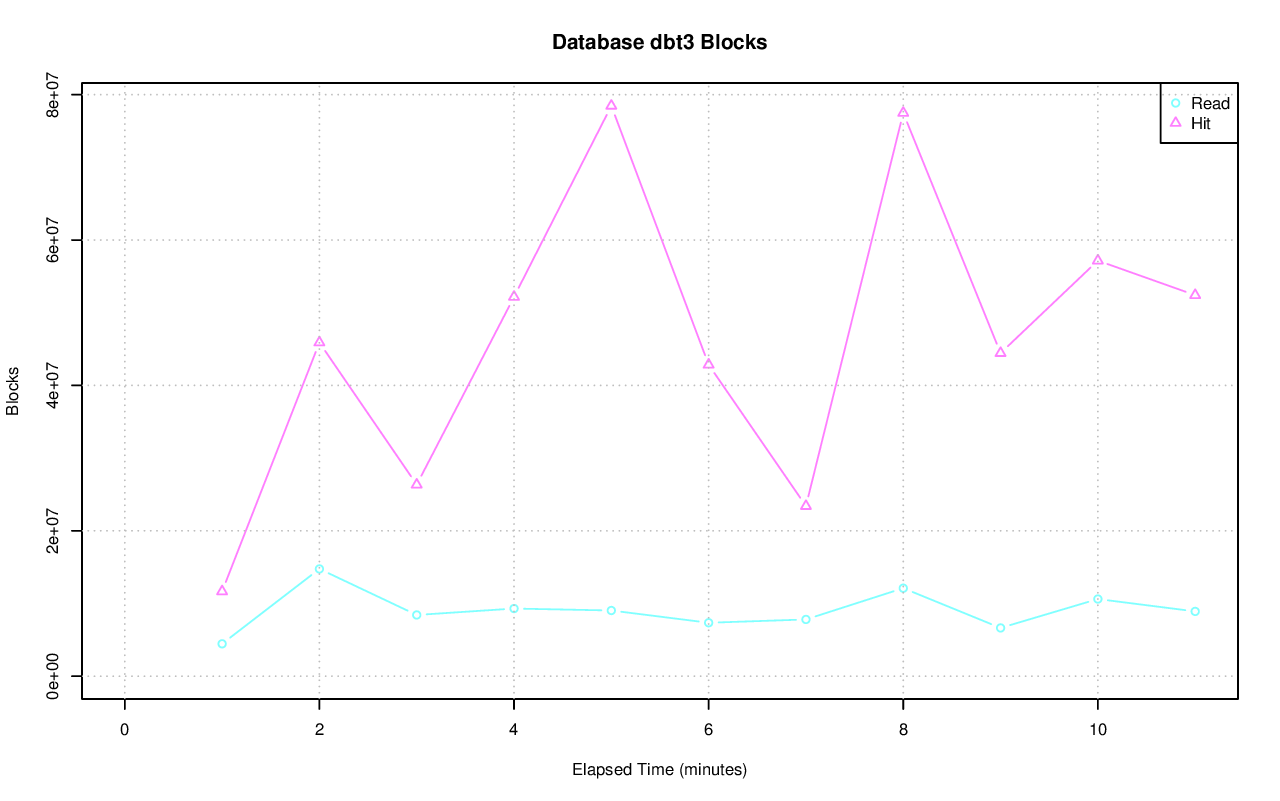 Database dbt3 Blocks
Read
Hit
Blocks
8e+07
6e+07
4e+07
2e+07
0e+00
0 2 4 6 8 10
Elapsed Time (minutes)